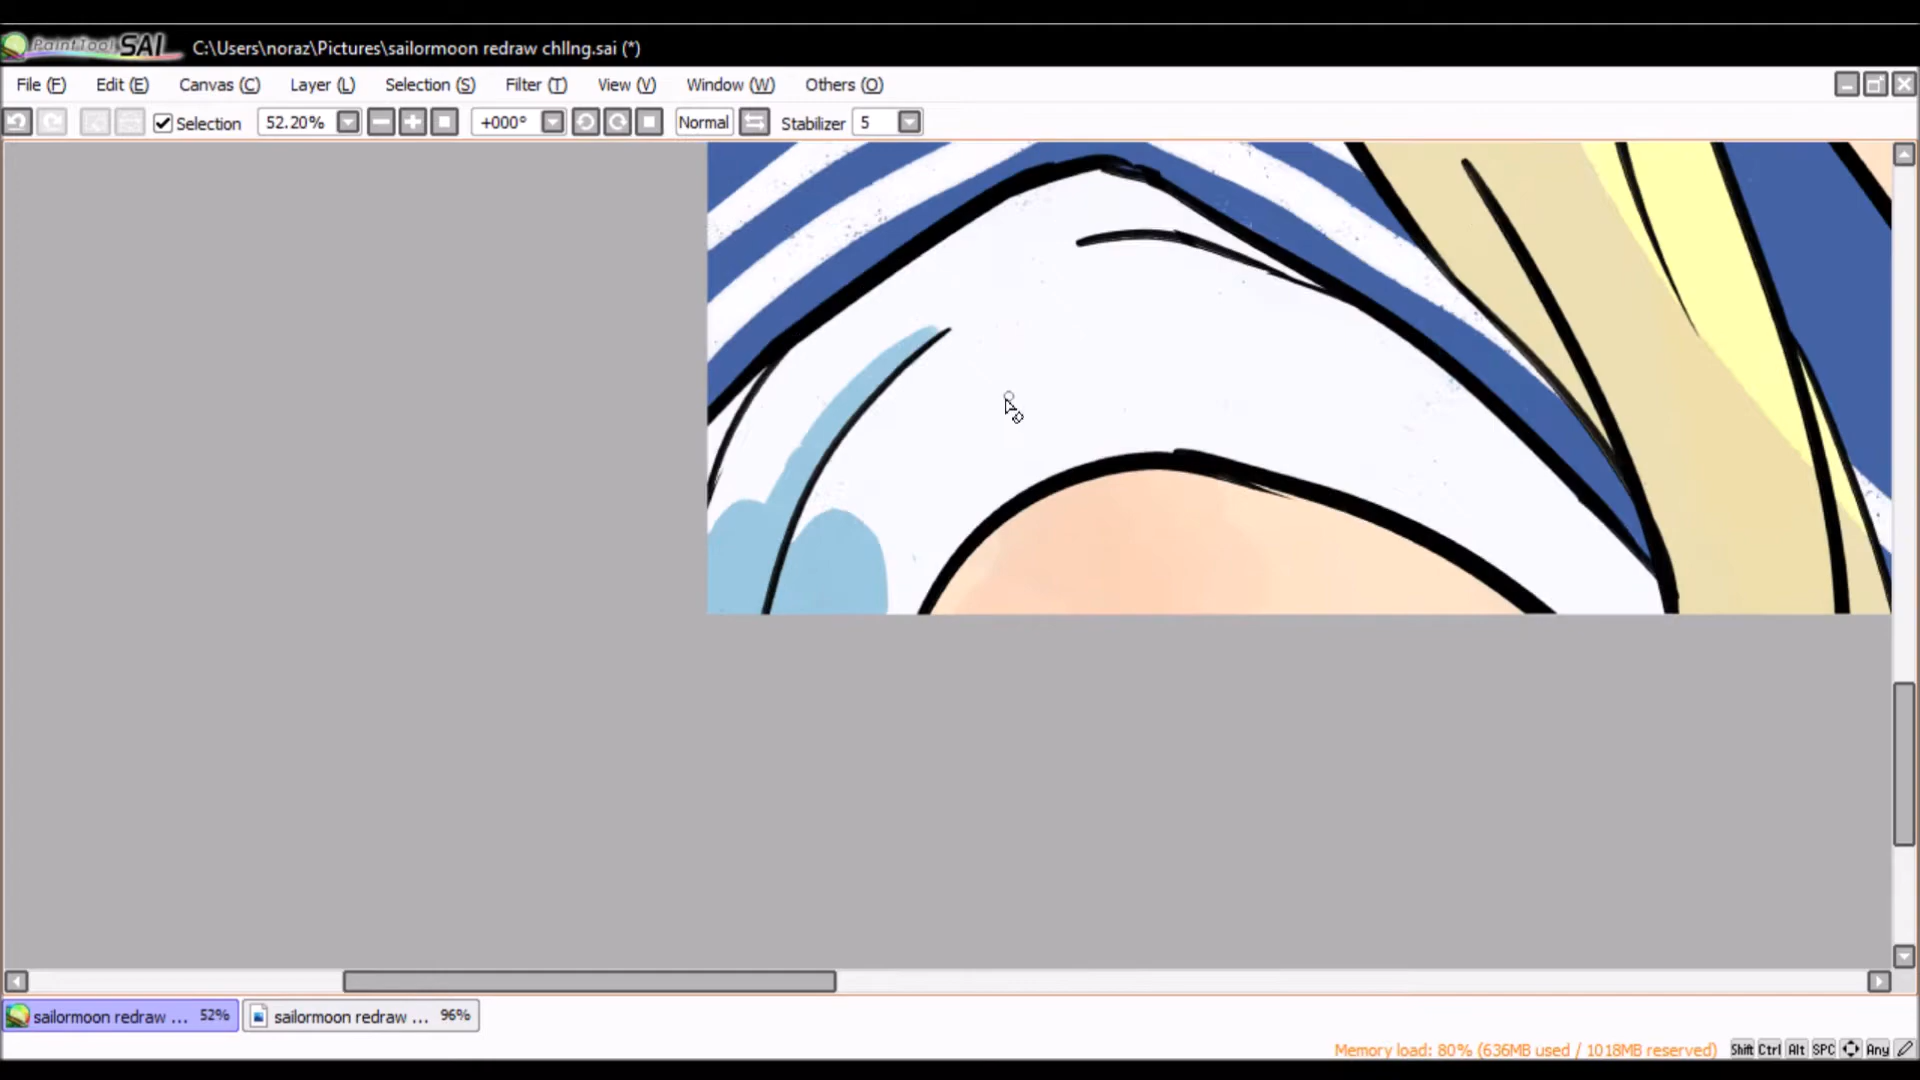 PaintTool SAI C:\Users\noraz\Pictures\sailormoon redraw chllng.sai (*)
File (F) Edit (E) Canvas (C) Layer (L) Selection (S) Filter (T) View (V) Window (W) Others (O)
Selection 52.20% +000° Normal Stabilizer 5
sailormoon redraw ... 52% sailormoon redraw ... 96%
Memory load: 80% (636MB used / 1018MB reserved) Shift Ctrl Alt SPC Any